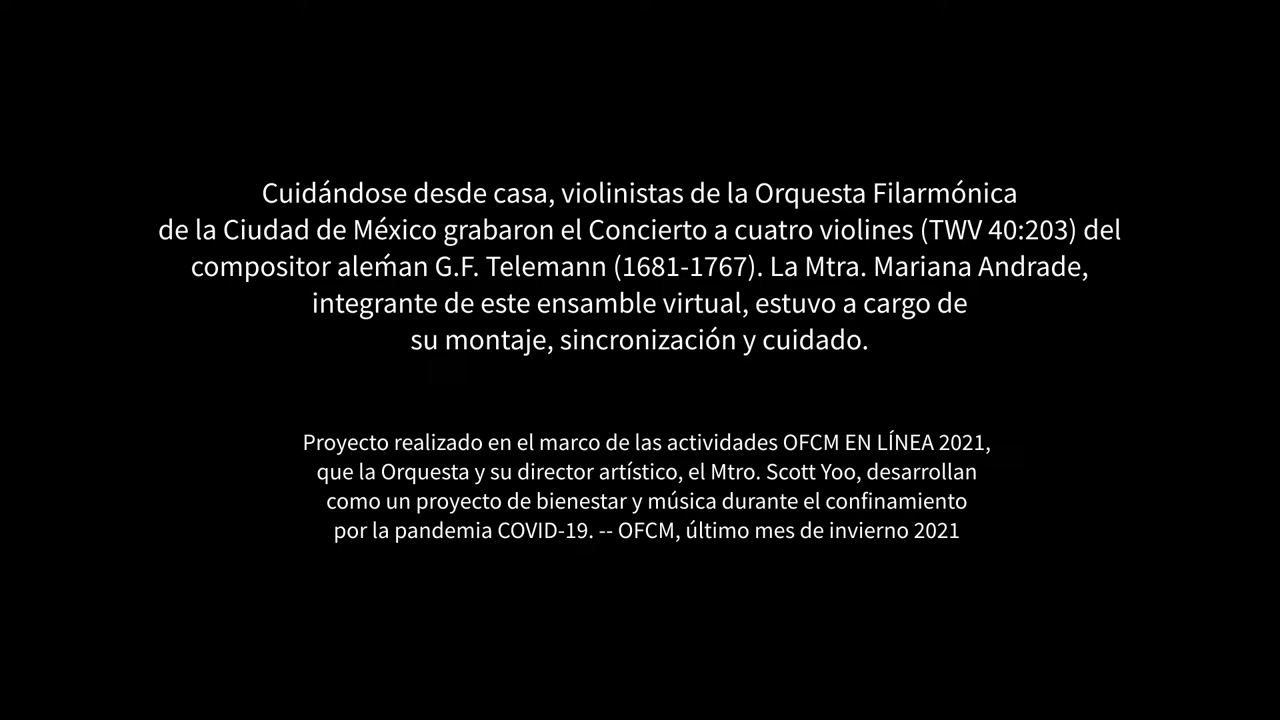 Cuidándose desde casa, violinistas de la Orquesta Filarmónica
de la Ciudad de México grabaron el Concierto a cuatro violines (TWV 40:203) del
compositor aleḿan G.F. Telemann (1681-1767). La Mtra. Mariana Andrade,
integrante de este ensamble virtual, estuvo a cargo de
su montaje, sincronización y cuidado.
Proyecto realizado en el marco de las actividades OFCM EN LÍNEA 2021,
que la Orquesta y su director artístico, el Mtro. Scott Yoo, desarrollan
como un proyecto de bienestar y música durante el confinamiento
por la pandemia COVID-19. -- OFCM, último mes de invierno 2021